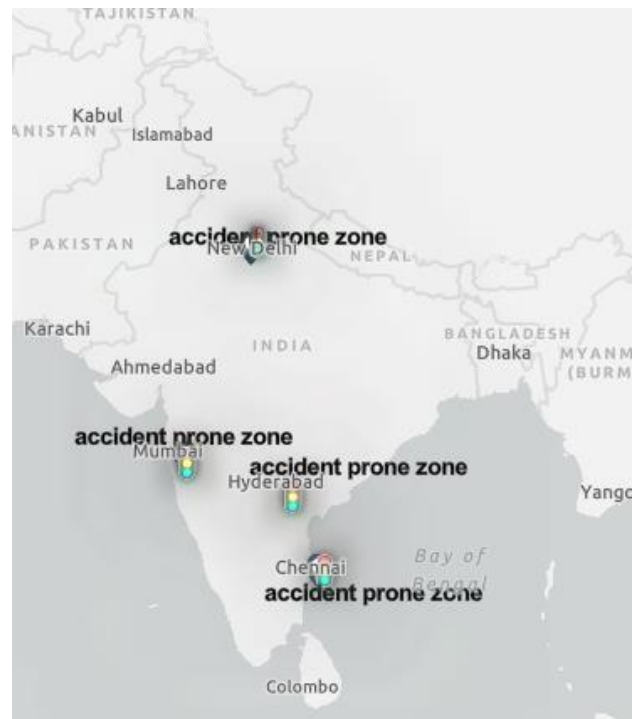 TAJIKISTAN
Kabul
ANISTAN
Islamabad
Lahore
accident prone zone
PAKISTAN
New Delhi
NEPAL
Karachi
INDIA
BANGLADESH
Dhaka
MYANM
(BURM
Ahmedabad
accident prone zone
Mumbai
accident prone zone
Hyderabad
Yango
Chennai
Bay of
Bengal
accident prone zone
Colombo